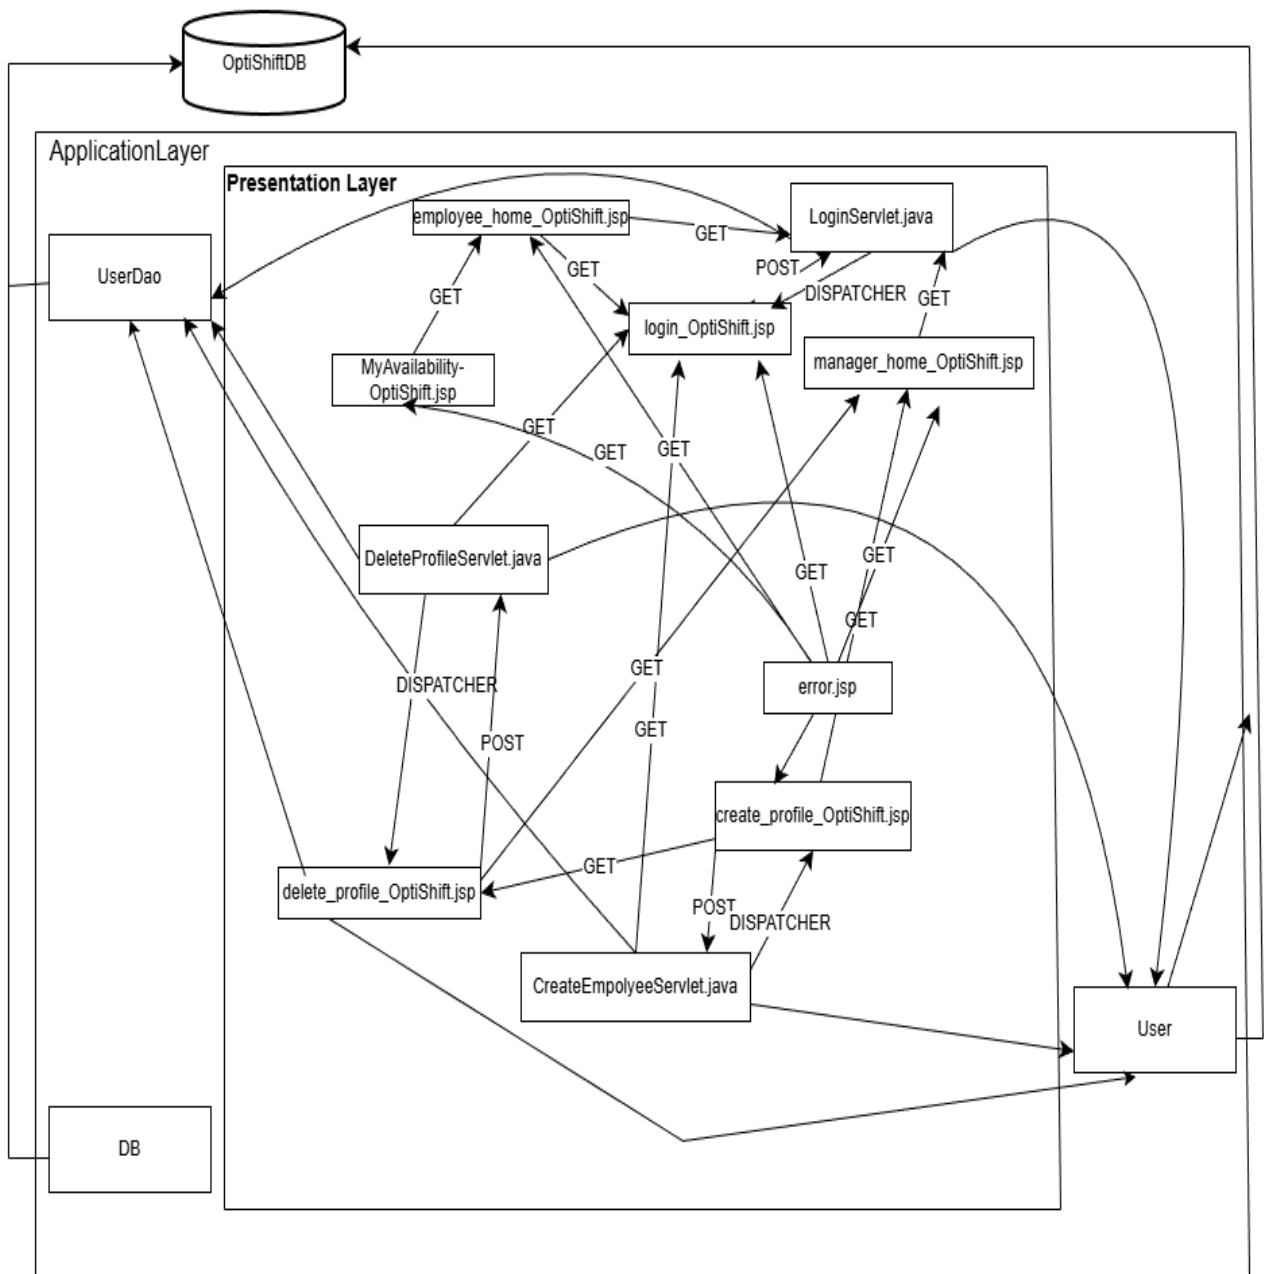 OptiShiftDB
ApplicationLayer
Presentation Layer
employee_home_OptiShift.jsp
LoginServlet.java
GET
UserDao
GET
POST
DISPATCHER
GET
GET
login_OptiShift.jsp
manager_home_OptiShift.jsp
MyAvailability-
OptiShift.jsp
GET
GET
GET
DeleteProfileServlet.java
GET
GET
GET
GET
DISPATCHER
error.jsp
GET
POST
create_profile_OptiShift.jsp
GET
delete_profile_OptiShift.jsp
POST
DISPATCHER
CreateEmpolyeeServlet.java
User
DB